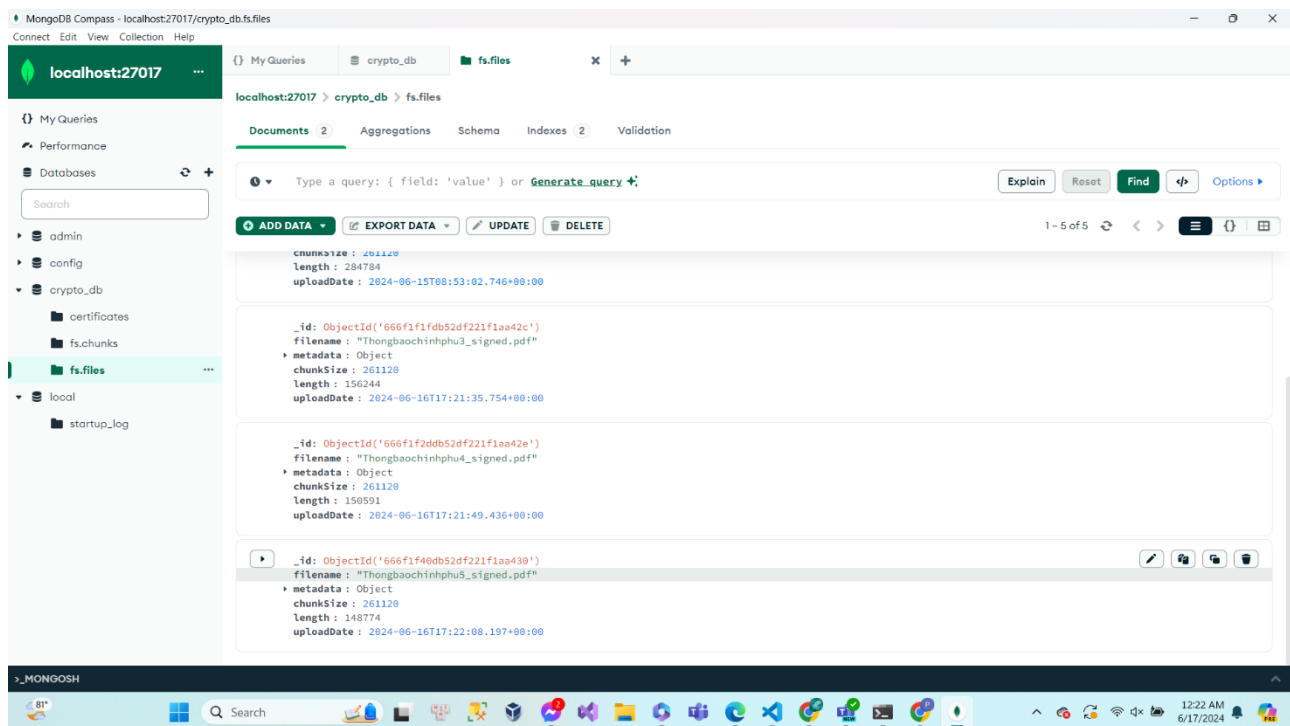 MongoDB Compass - localhost:27017/crypto_db.fs.files
Connect Edit View Collection Help
localhost:27017 ...
{} My Queries
crypto_db
fs.files
localhost:27017 > crypto_db > fs.files
{} My Queries
Performance
Databases
Search
admin
config
crypto_db
certificates
fs.chunks
fs.files ...
local
startup_log
Documents 2 Aggregations Schema Indexes 2 Validation
Type a query: { field: 'value' } or Generate query
Explain Reset Find </> Options
ADD DATA EXPORT DATA UPDATE DELETE
1 – 5 of 5 {}
chunkSize : 261120
length : 284784
uploadDate : 2024-06-15T08:53:02.746+00:00
_id: ObjectId('666f1f1fdb52df221f1aa42c')
filename : "Thongbaochinhphu3_signed.pdf"
metadata : Object
chunkSize : 261120
length : 156244
uploadDate : 2024-06-16T17:21:35.754+00:00
_id: ObjectId('666f1f2ddb52df221f1aa42e')
filename : "Thongbaochinhphu4_signed.pdf"
metadata : Object
chunkSize : 261120
length : 150591
uploadDate : 2024-06-16T17:21:49.436+00:00
_id: ObjectId('666f1f40db52df221f1aa430')
filename : "Thongbaochinhphu5_signed.pdf"
metadata : Object
chunkSize : 261120
length : 148774
uploadDate : 2024-06-16T17:22:08.197+00:00
>_MONGOSH
81°
Search
NEW
12:22 AM
6/17/2024
PRE